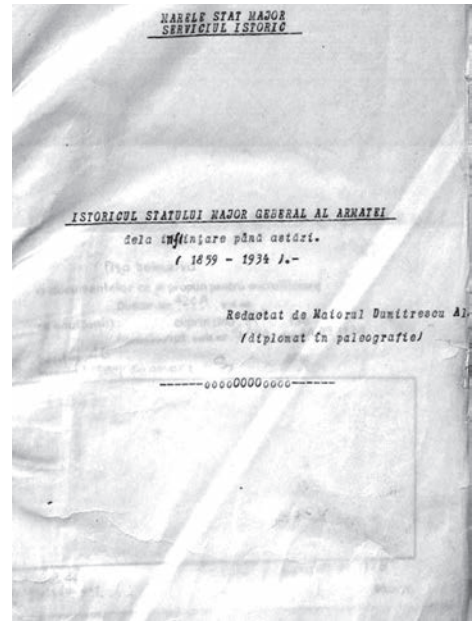 MARELE STAT MAJOR
SERVICIUL ISTORIC
ISTORICUL STATULUI MAJOR GENERAL AL ARMATEI
dela înfiinţare până astăzi.
( 1859 - 1934 ).-
Redactat de Maiorul Dumitrescu Al.
/diplomat în paleografie/
------oooo0000oooo------